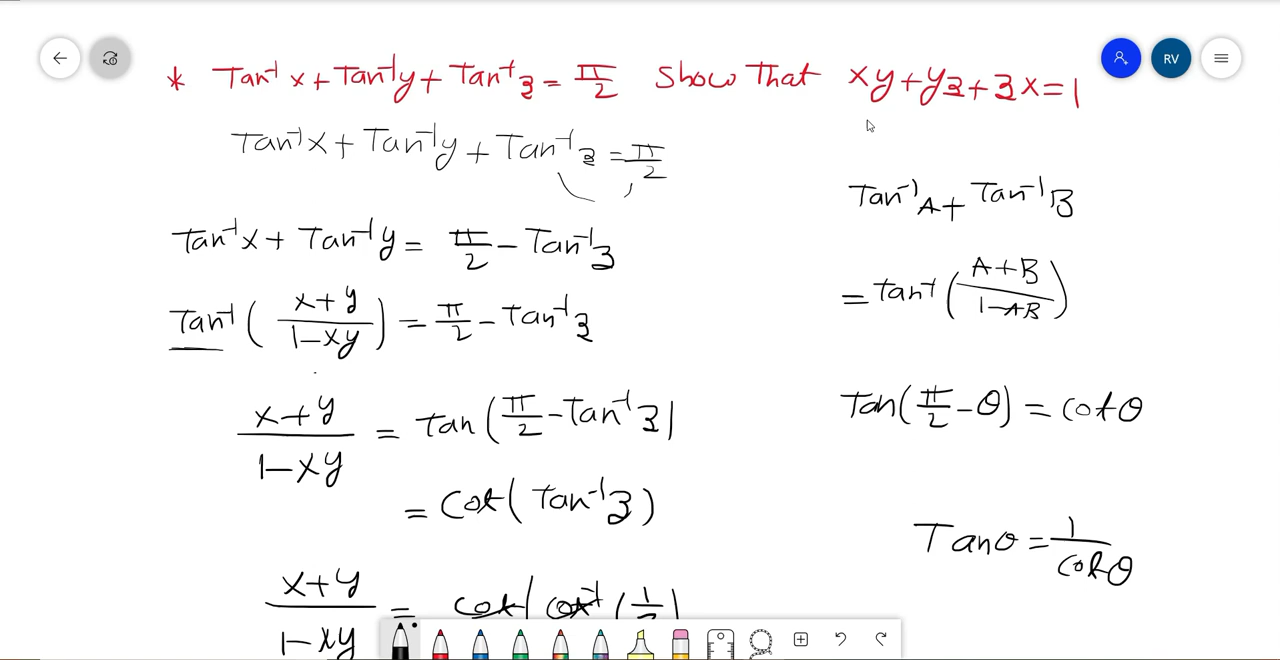 RV
* Tan⁻¹x + Tan⁻¹y + Tan⁻¹z = π/2 Show That xy + yz + zx = 1
Tan⁻¹x + Tan⁻¹y + Tan⁻¹z = π/2
Tan⁻¹x + Tan⁻¹y = π/2 - Tan⁻¹z
Tan⁻¹( (x+y)/(1-xy) ) = π/2 - Tan⁻¹z
(x+y)/(1-xy) = tan( π/2 - Tan⁻¹z )
= Cot( Tan⁻¹z )
(x+y)/(1-xy) = cot( cot⁻¹(1/z)
Tan⁻¹A + Tan⁻¹B
= tan⁻¹( (A+B)/(1-AB) )
Tan( π/2 - θ ) = cot θ
Tanθ = 1/cotθ